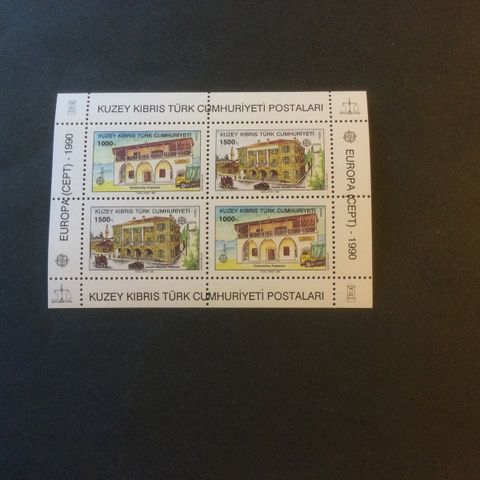 KUZEY KIBRIS TÜRK CUMHURİYETİ POSTALARI
EUROPA (CEPT) - 1990
KUZEY KIBRIS TÜRK CUMHURİYETİ
1000
KUZEY KIBRIS TÜRK CUMHURİYETİ
1500
EUROPA (CEPT) - 1990
KUZEY KIBRIS TÜRK CUMHURİYETİ
1500
KUZEY KIBRIS TÜRK CUMHURİYETİ
1000
KUZEY KIBRIS TÜRK CUMHURİYETİ POSTALARI